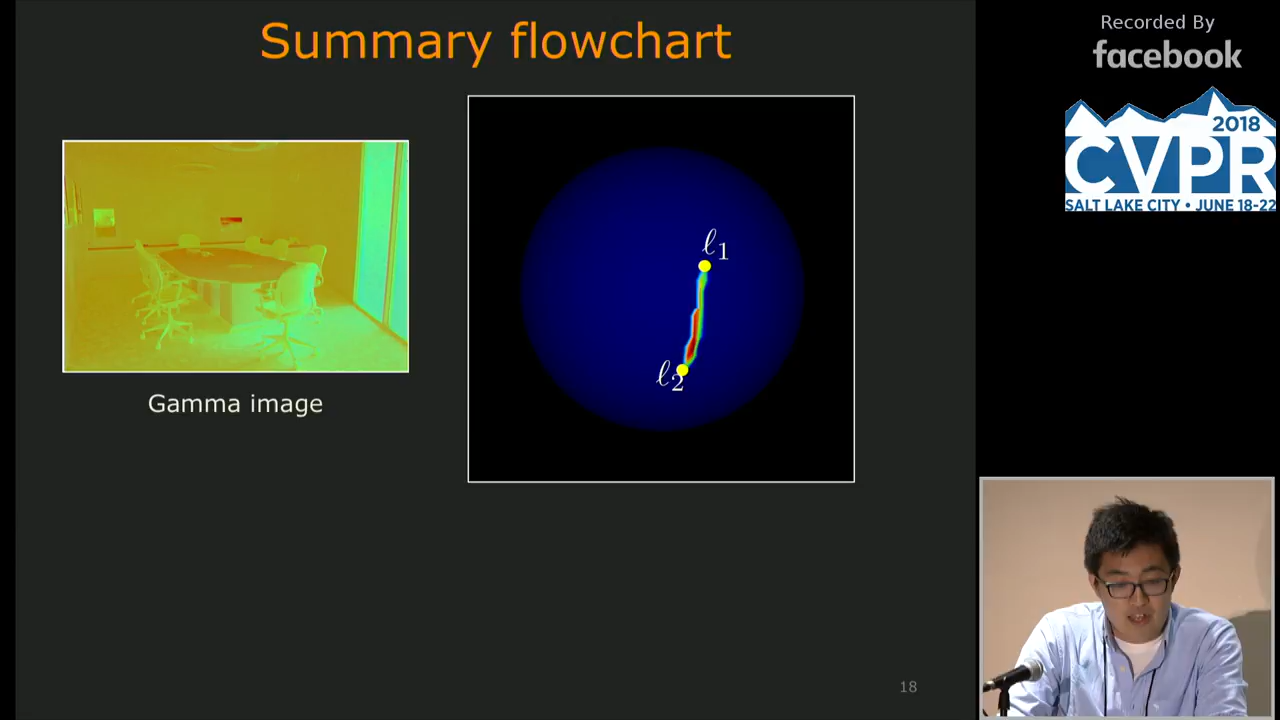 Summary flowchart
ℓ1
ℓ2
Gamma image
18
Recorded By
facebook
2018
CVPR
SALT LAKE CITY • JUNE 18-22